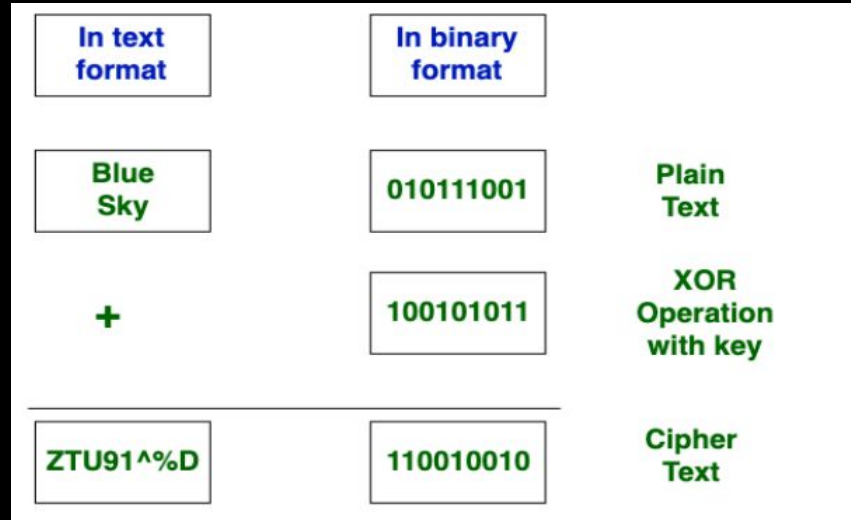 In text
format
In binary
format
Blue
Sky
010111001
Plain
Text
+
100101011
XOR
Operation
with key
ZTU91^%D
110010010
Cipher
Text